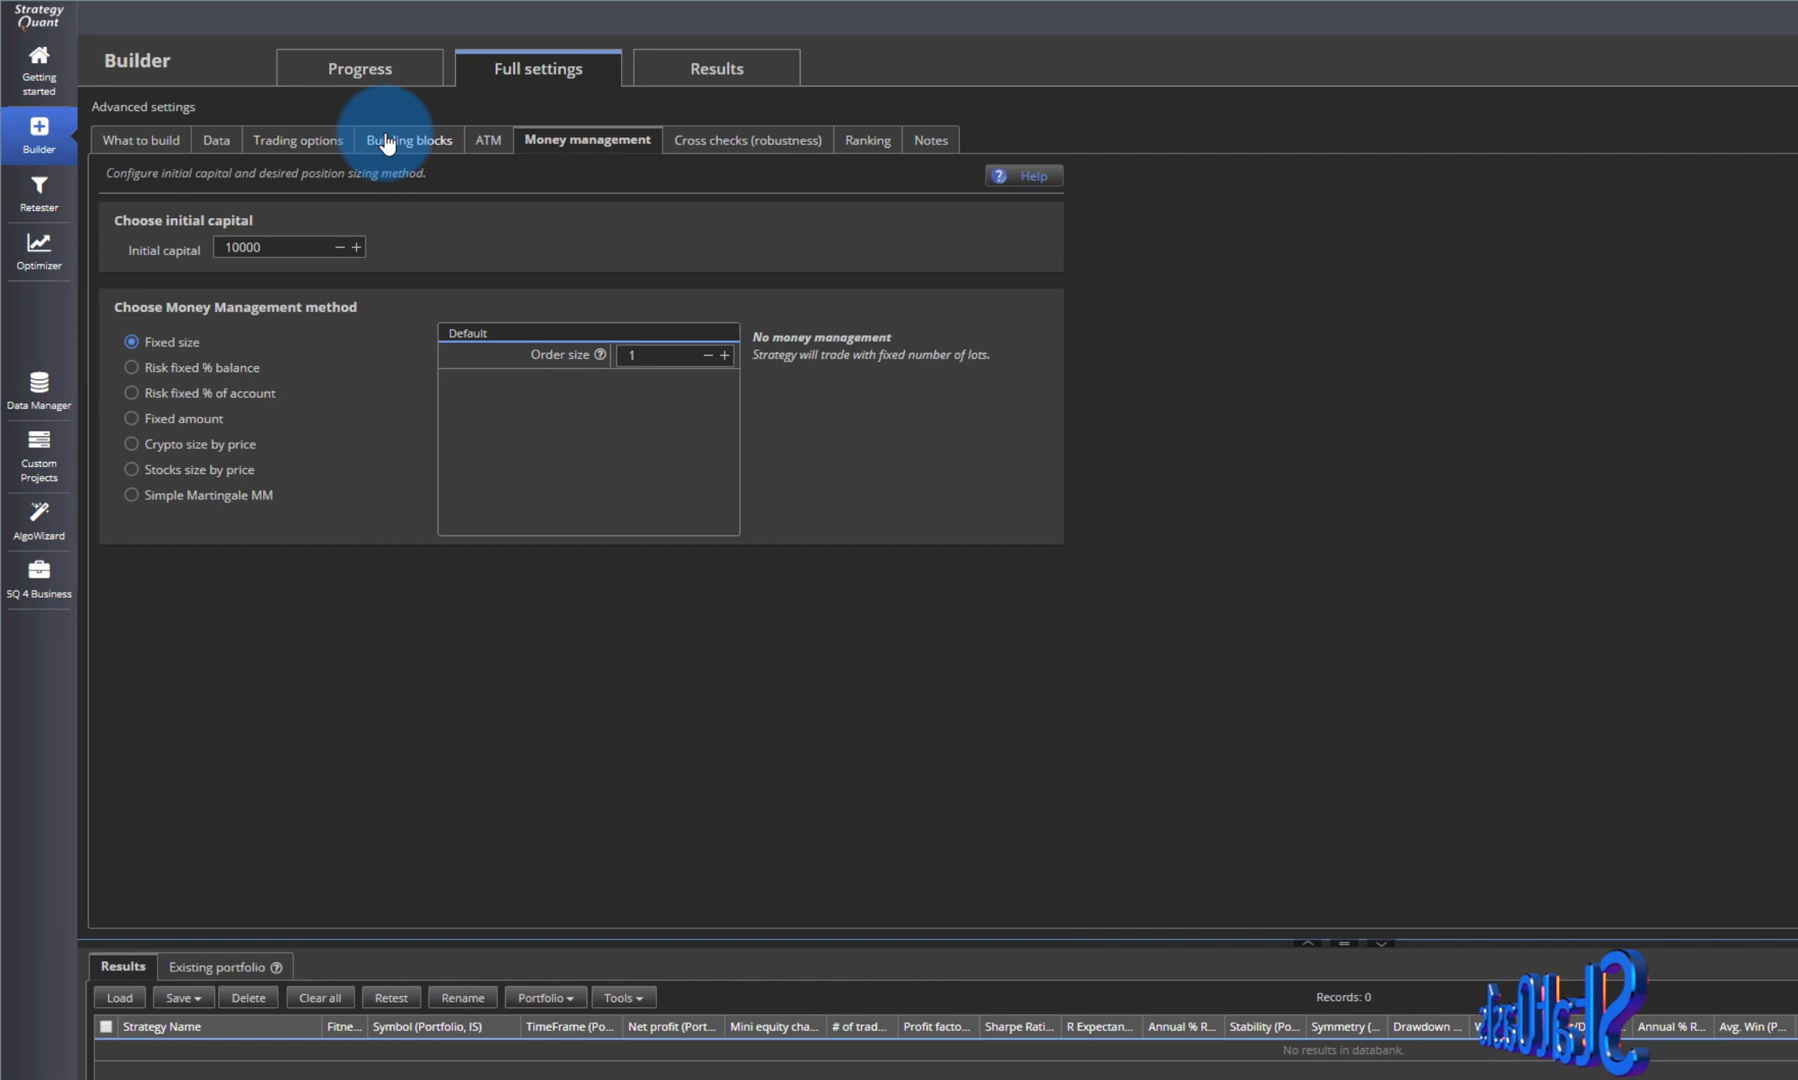 Strategy
Quant
Getting
started
Builder
Retester
Optimizer
Data Manager
Custom
Projects
AlgoWizard
SQ 4 Business
Builder
Progress
Full settings
Results
Advanced settings
What to build
Data
Trading options
Building blocks
ATM
Money management
Cross checks (robustness)
Ranking
Notes
Configure initial capital and desired position sizing method.
? Help
Choose initial capital
Initial capital
10000
Choose Money Management method
Fixed size
Risk fixed % balance
Risk fixed % of account
Fixed amount
Crypto size by price
Stocks size by price
Simple Martingale MM
Default
Order size ?
1
No money management
Strategy will trade with fixed number of lots.
Results
Existing portfolio ?
Load
Save
Delete
Clear all
Retest
Rename
Portfolio
Tools
Records: 0
Strategy Name
Fitne...
Symbol (Portfolio, IS)
TimeFrame (Po...
Net profit (Port...
Mini equity cha...
# of trad...
Profit facto...
Sharpe Rati...
R Expectan...
Annual % R...
Stability (Po...
Symmetry (...
Drawdown ...
Annual % R...
Avg. Win (P...
No results in databank.